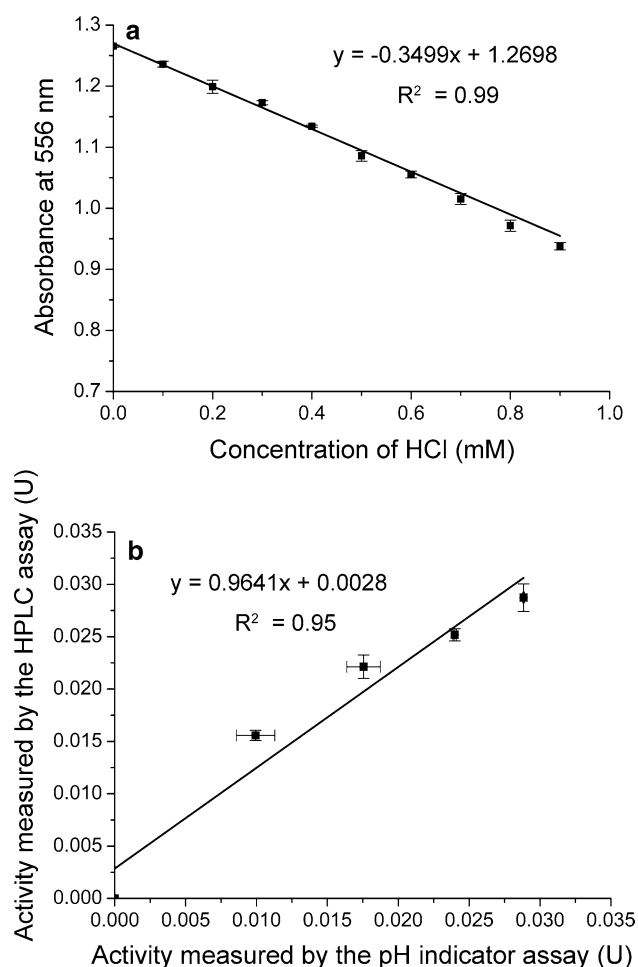 a
y = -0.3499x + 1.2698
R² = 0.99
1.3
1.2
1.1
1.0
0.9
0.8
0.7
Absorbance at 556 nm
0.0 0.2 0.4 0.6 0.8 1.0
Concentration of HCl (mM)
b
y = 0.9641x + 0.0028
R² = 0.95
0.035
0.030
0.025
0.020
0.015
0.010
0.005
0.000
Activity measured by the HPLC assay (U)
0.000 0.005 0.010 0.015 0.020 0.025 0.030 0.035
Activity measured by the pH indicator assay (U)